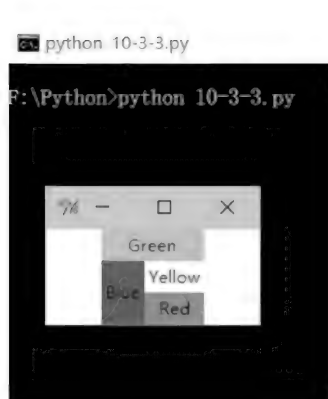 python 10-3-3.py
F:\Python>python 10-3-3.py
Green
Yellow
Blue
Red